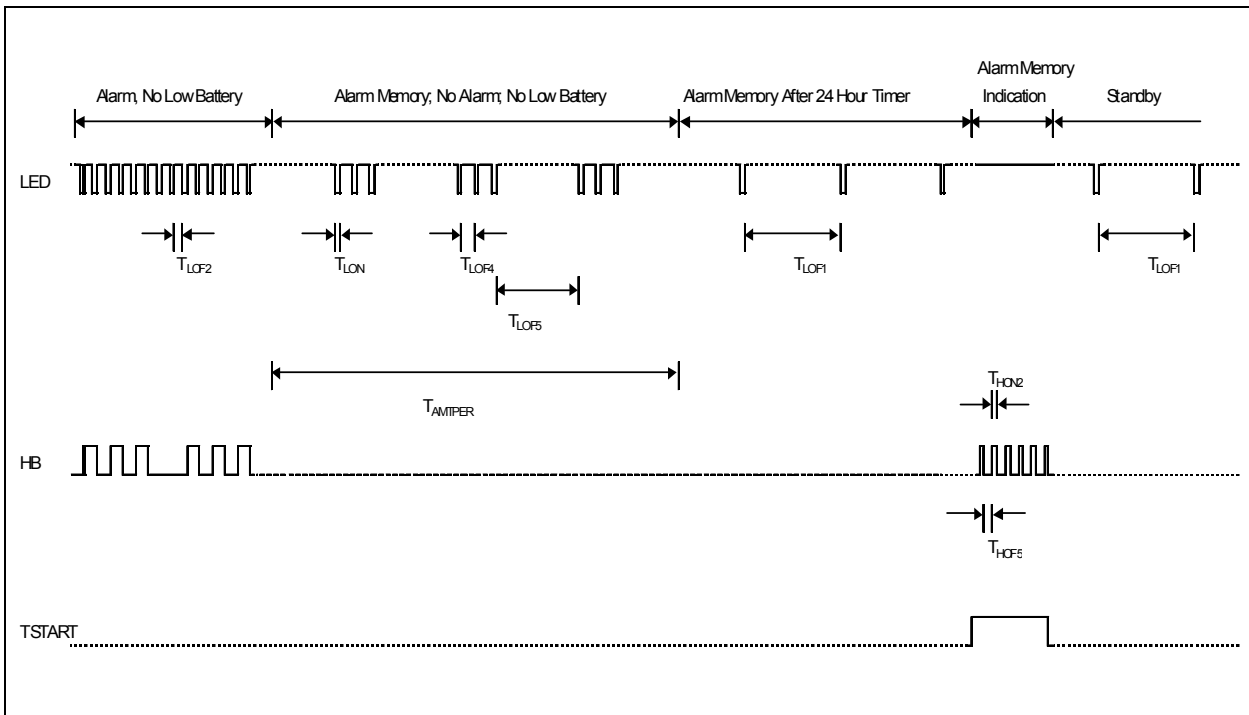 Alarm, No Low Battery
Alarm Memory; No Alarm; No Low Battery
Alarm Memory After 24 Hour Timer
Alarm Memory
Indication
Standby
LED
TLOF2
TLON
TLOF4
TLOF1
TLOF1
TLOF5
TAMTPER
THON2
HB
THOF5
TSTART